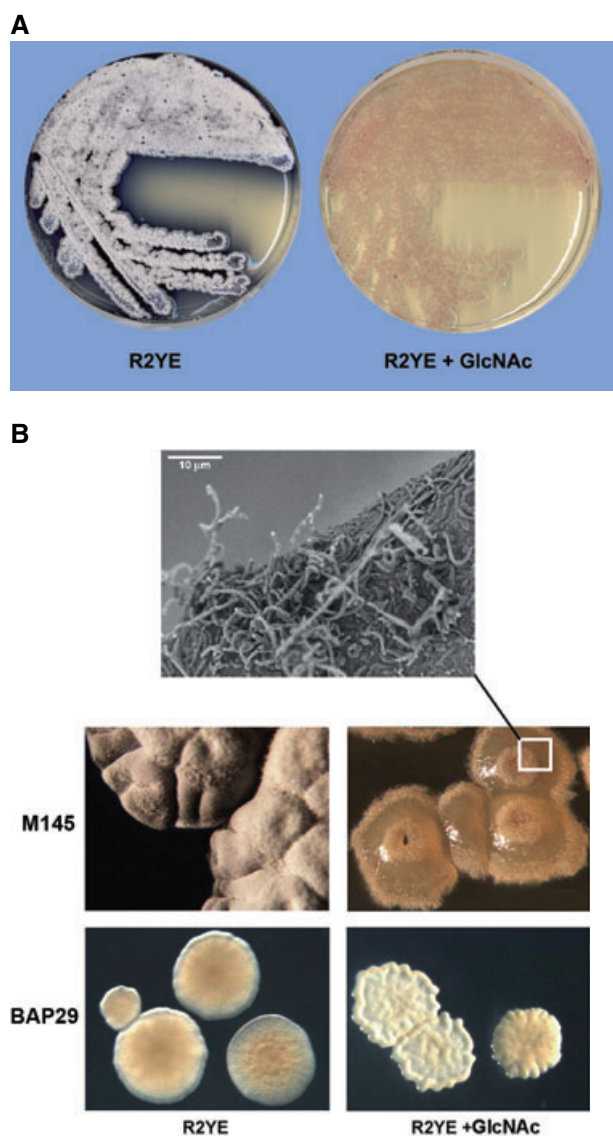 A
R2YE
R2YE + GlcNAc
B
10 µm
M145
BAP29
R2YE
R2YE +GlcNAc